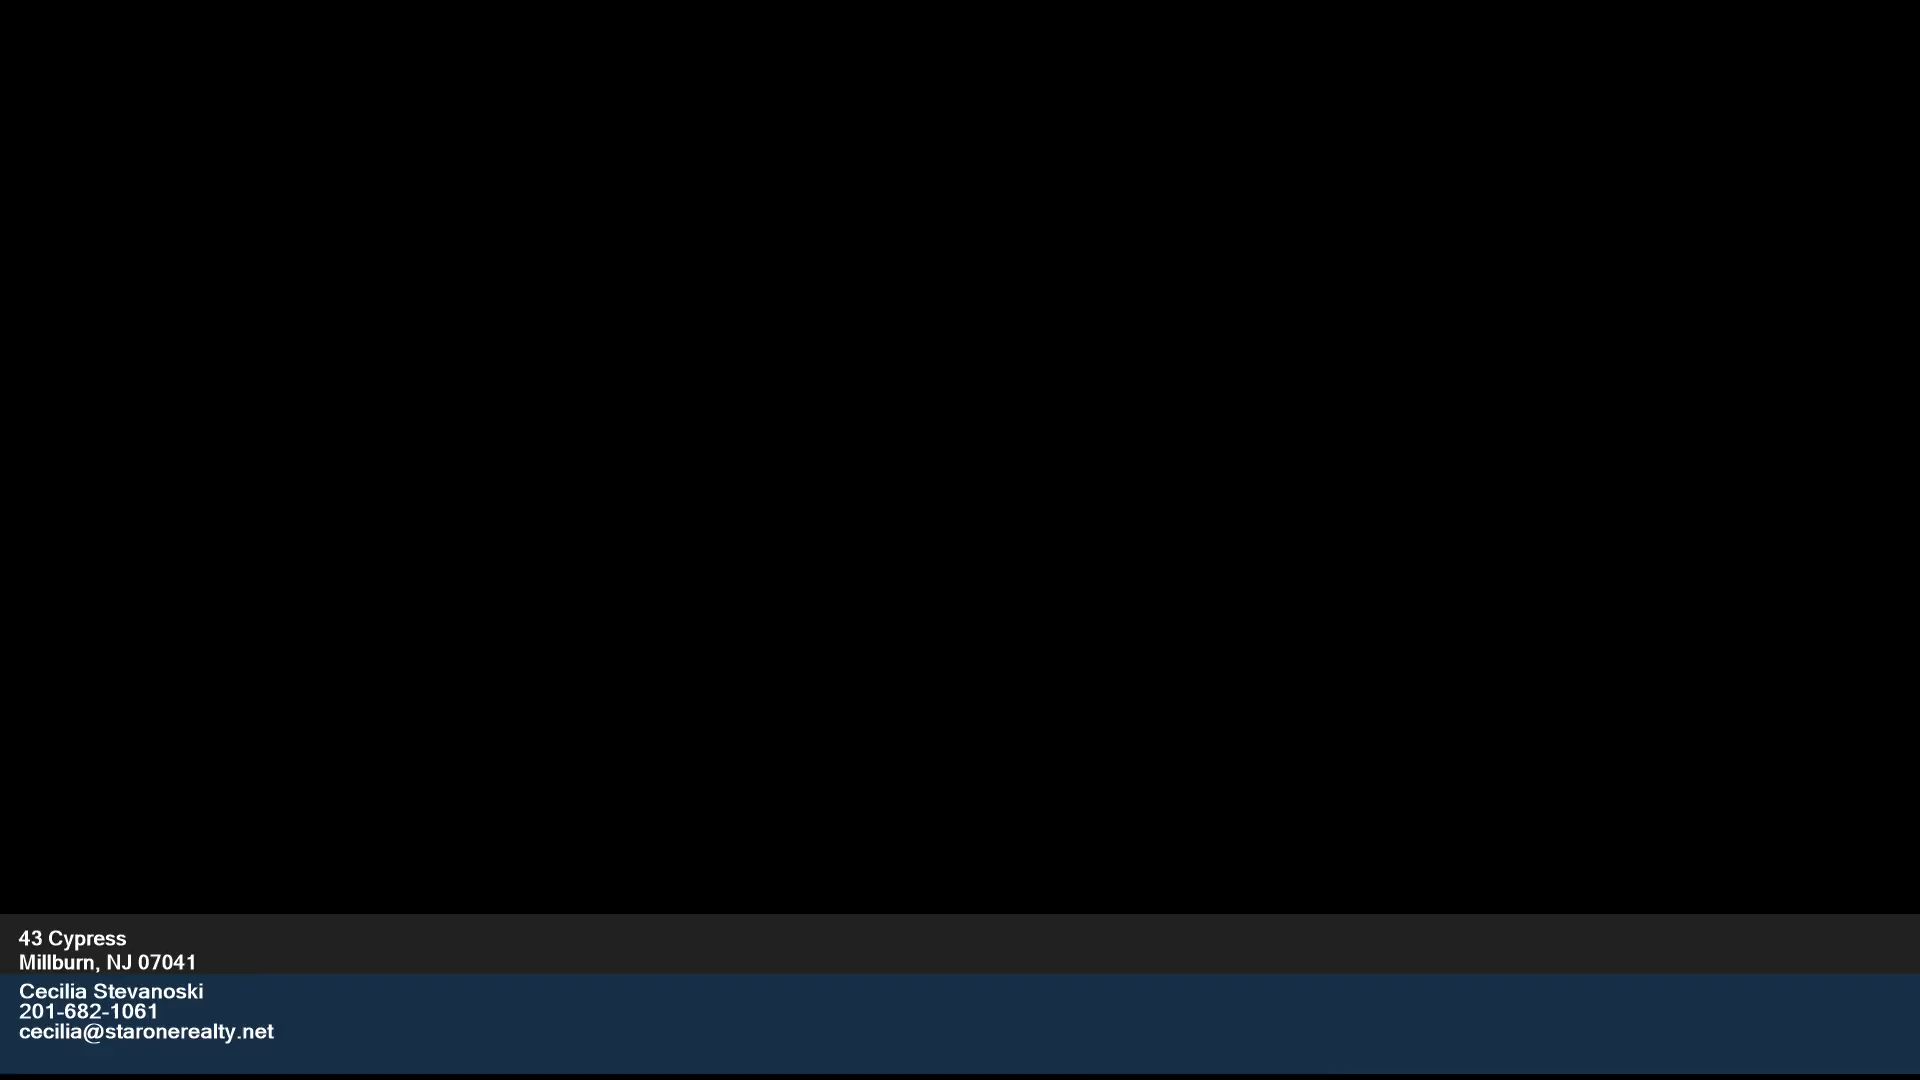 43 Cypress
Millburn, NJ 07041
Cecilia Stevanoski
201-682-1061
cecilia@staronerealty.net